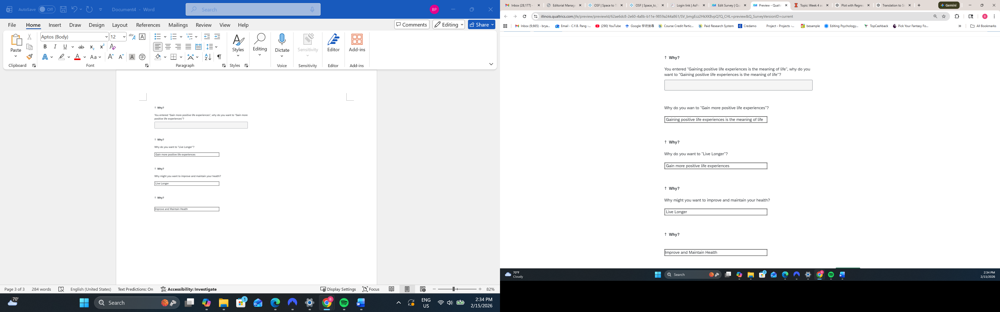 AutoSave Off Document4 - Word Search BP
File Home Insert Draw Design Layout References Mailings Review View Help Comments Editing Share
Paste Aptos (Body) 12 Styles Editing Dictate Sensitivity Editor Add-ins
Clipboard Font Paragraph Styles Voice Sensitivity Editor Add-ins
↑ Why?
You entered "Gain more positive life experiences", why do you want to "Gain more
positive life experiences"?
↑ Why?
Why do you want to "Live Longer"?
Gain more positive life experiences
↑ Why?
Why might you want to improve and maintain your health?
Live Longer
↑ Why?
Improve and Maintain Health
Page 3 of 3 284 words English (United States) Text Predictions: On Accessibility: Investigate Display Settings Focus 82%
70° Search 1 B ENG
US
2:34 PM
2/15/2026
Inbox (28,177) - Editorial Manage OSF | Space to T OSF | Space_to_ Login link | AsPr Edit Survey | Qu Preview - Qualtr Topic: Week 4 as Plot with Regres Translation to Si Gemini
illinois.qualtrics.com/jfe/preview/previewId/62ae6dc8-2e60-4a8b-b11e-9859a244a861/SV_bmgEcz2HkXKBvpQ?Q_CHL=preview&Q_SurveyVersionID=current
Inbox (9,665) - brya... Email - C.Y.B. Pang -... (290) YouTube Google 學術搜尋 Course Credit Partic... Paid Research System Credamo Project - Projects -... besample Editing Psychology... TopCashback Pick Your Fantasy Fo... All Bookmarks
↑ Why?
You entered "Gaining positive life experiences is the meaning of life", why do you
want to "Gaining positive life experiences is the meaning of life"?
Why do you wan to "Gain more positive life experiences"?
Gaining positive life experiences is the meaning of life
↑ Why?
Why do you want to "Live Longer"?
Gain more positive life experiences
↑ Why?
Why might you want to improve and maintain your health?
Live Longer
↑ Why?
Improve and Maintain Health
70°F
Cloudy
Search
2:34 PM
2/15/2026